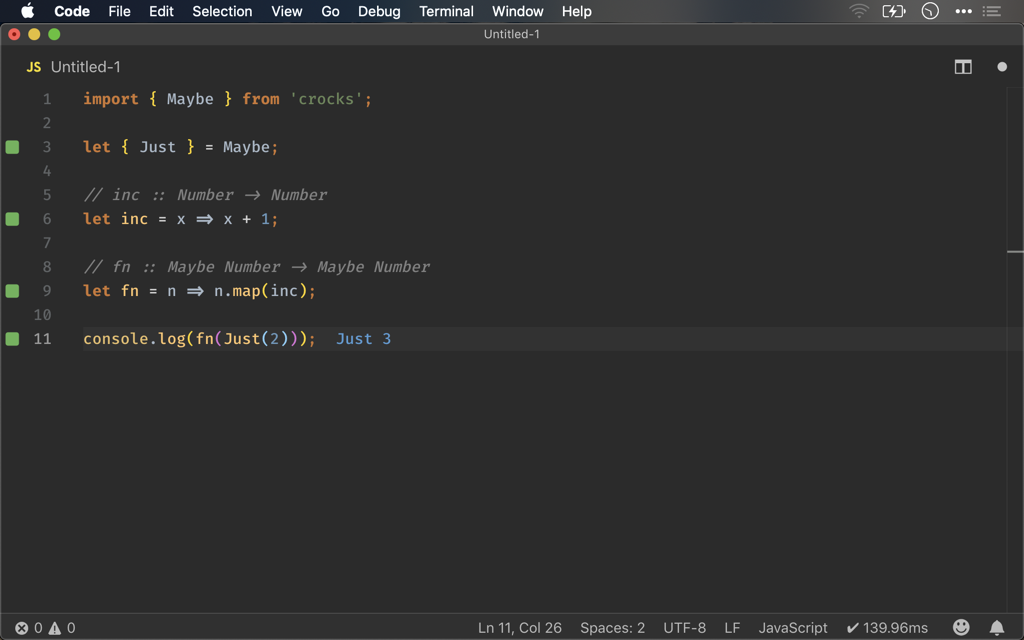 Code File Edit Selection View Go Debug Terminal Window Help
Untitled-1
JS Untitled-1
1 import { Maybe } from 'crocks';
2
3 let { Just } = Maybe;
4
5 // inc :: Number → Number
6 let inc = x ⇒ x + 1;
7
8 // fn :: Maybe Number → Maybe Number
9 let fn = n ⇒ n.map(inc);
10
11 console.log(fn(Just(2))); Just 3
0 0 Ln 11, Col 26 Spaces: 2 UTF-8 LF JavaScript ✔ 139.96ms